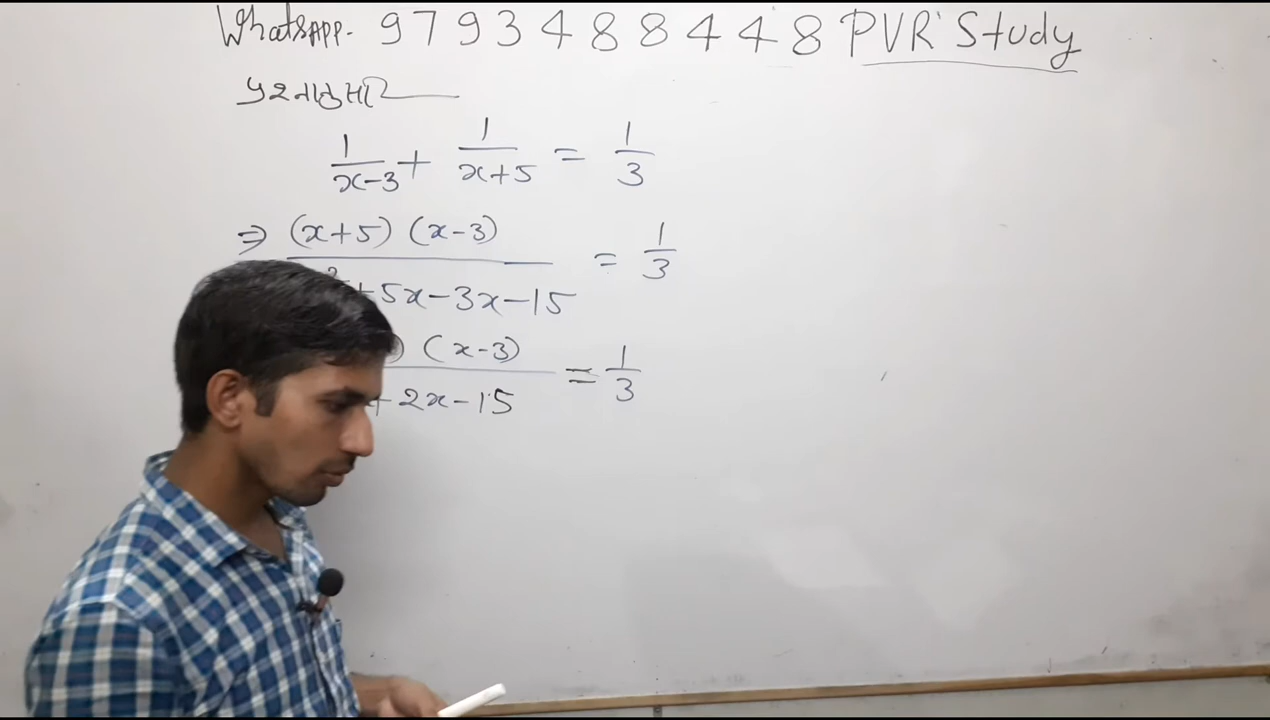 Whatsapp. 9793488448 PVR Study
प्रश्नानुसार
1/(x-3) + 1/(x+5) = 1/3
⇒ (x+5) (x-3) / +5x-3x-15 = 1/3
(x-3) / + 2x-15 = 1/3